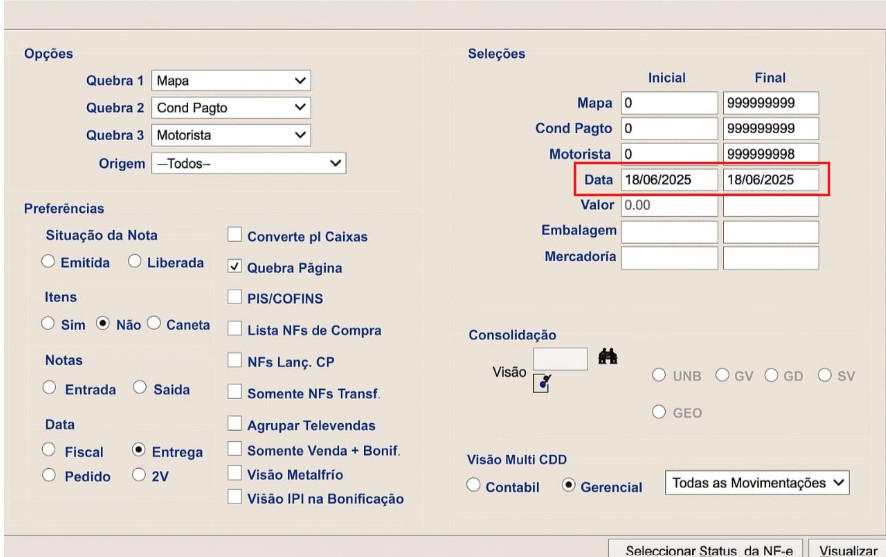 Opções
Quebra 1 Mapa
Quebra 2 Cond Pagto
Quebra 3 Motorista
Origem —Todos–
Preferências
Situação da Nota
Emitida Liberada
Itens
Sim Não Caneta
Notas
Entrada Saida
Data
Fiscal Entrega
Pedido 2V
Converte pl Caixas
Quebra Pãgina
PIS/COFINS
Lista NFs de Compra
NFs Lanç. CP
Somente NFs Transf.
Agrupar Televendas
Somente Venda + Bonif.
Visão Metalfrío
Visão IPI na Bonificação
Seleções
Inicial Final
Mapa 0 999999999
Cond Pagto 0 999999999
Motorista 0 999999998
Data 18/06/2025 18/06/2025
Valor 0.00
Embalagem
Mercadoría
Consolidação
Visão
UNB GV GD SV
GEO
Visão Multi CDD
Contabil Gerencial Todas as Movimentações
Seleccionar Status da NF-e Visualizar